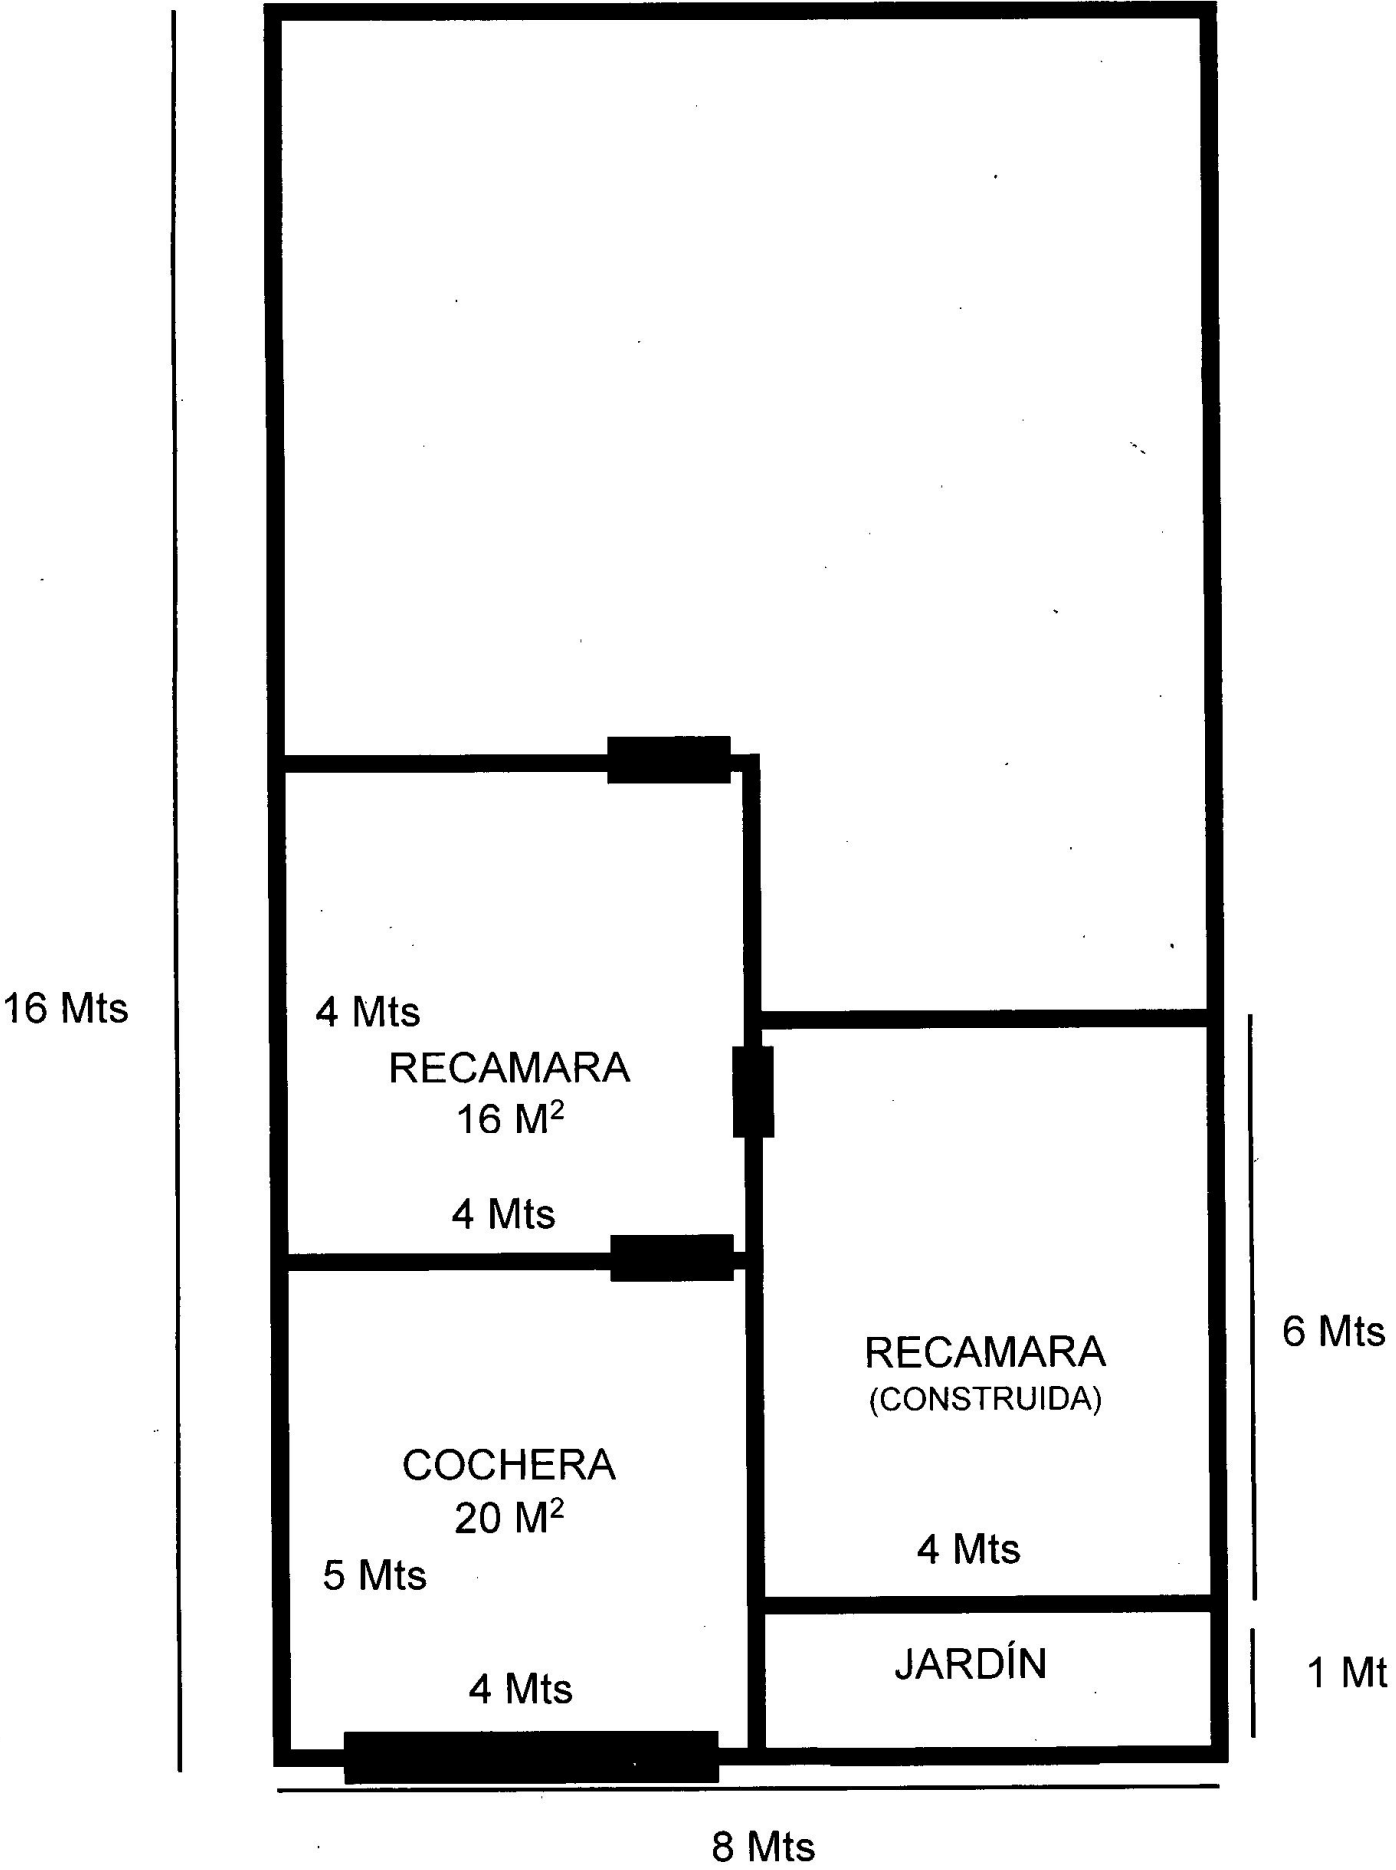 16 Mts
4 Mts
RECAMARA
16 M²
4 Mts
6 Mts
RECAMARA
(CONSTRUIDA)
COCHERA
20 M²
4 Mts
5 Mts
JARDÍN
1 Mt
4 Mts
8 Mts